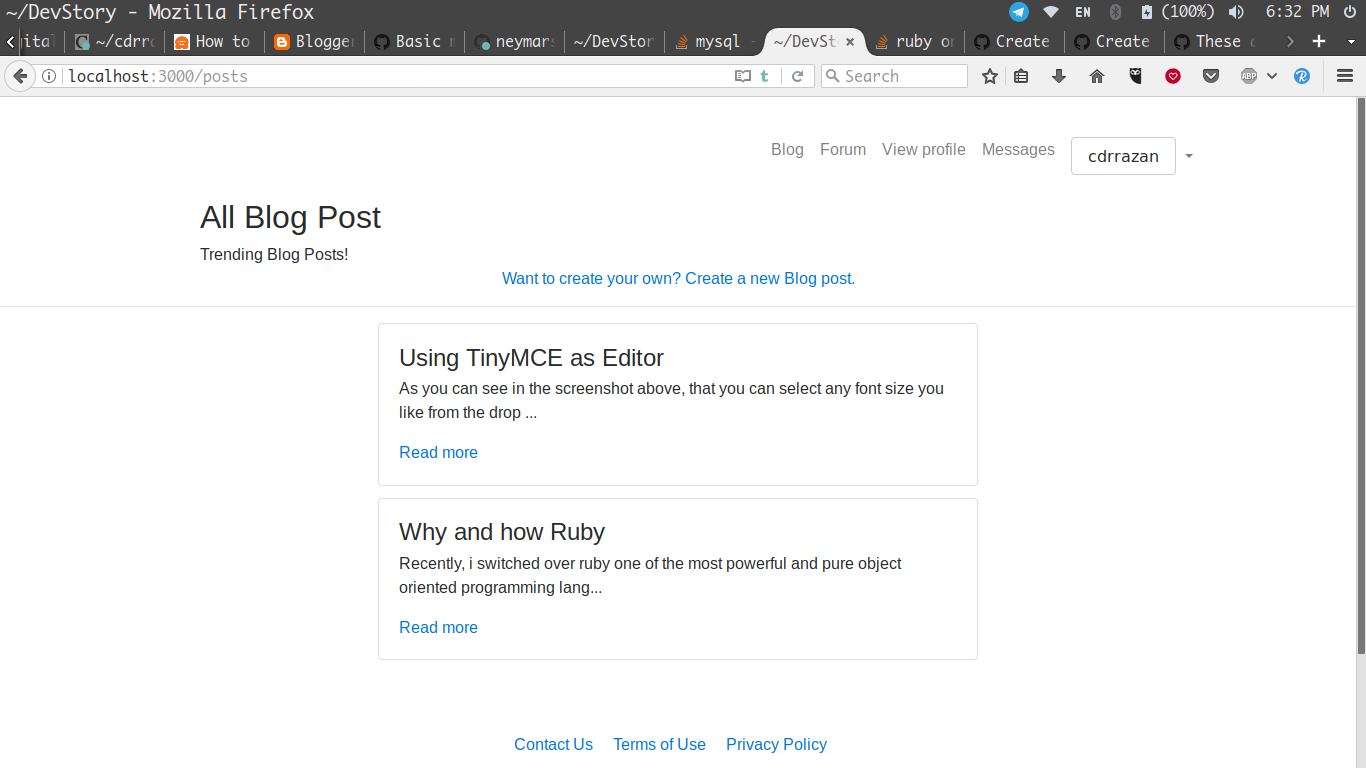 ~/DevStory - Mozilla Firefox
EN (100%) 6:32 PM
~/cdrr How to Blogger Basic neymar ~/DevStor mysql ~/DevSt ruby Create Create These
localhost:3000/posts
t Search ABP
Blog Forum View profile Messages cdrrazan
All Blog Post
Trending Blog Posts!
Want to create your own? Create a new Blog post.
Using TinyMCE as Editor
As you can see in the screenshot above, that you can select any font size you
like from the drop ...
Read more
Why and how Ruby
Recently, i switched over ruby one of the most powerful and pure object
oriented programming lang...
Read more
Contact Us Terms of Use Privacy Policy